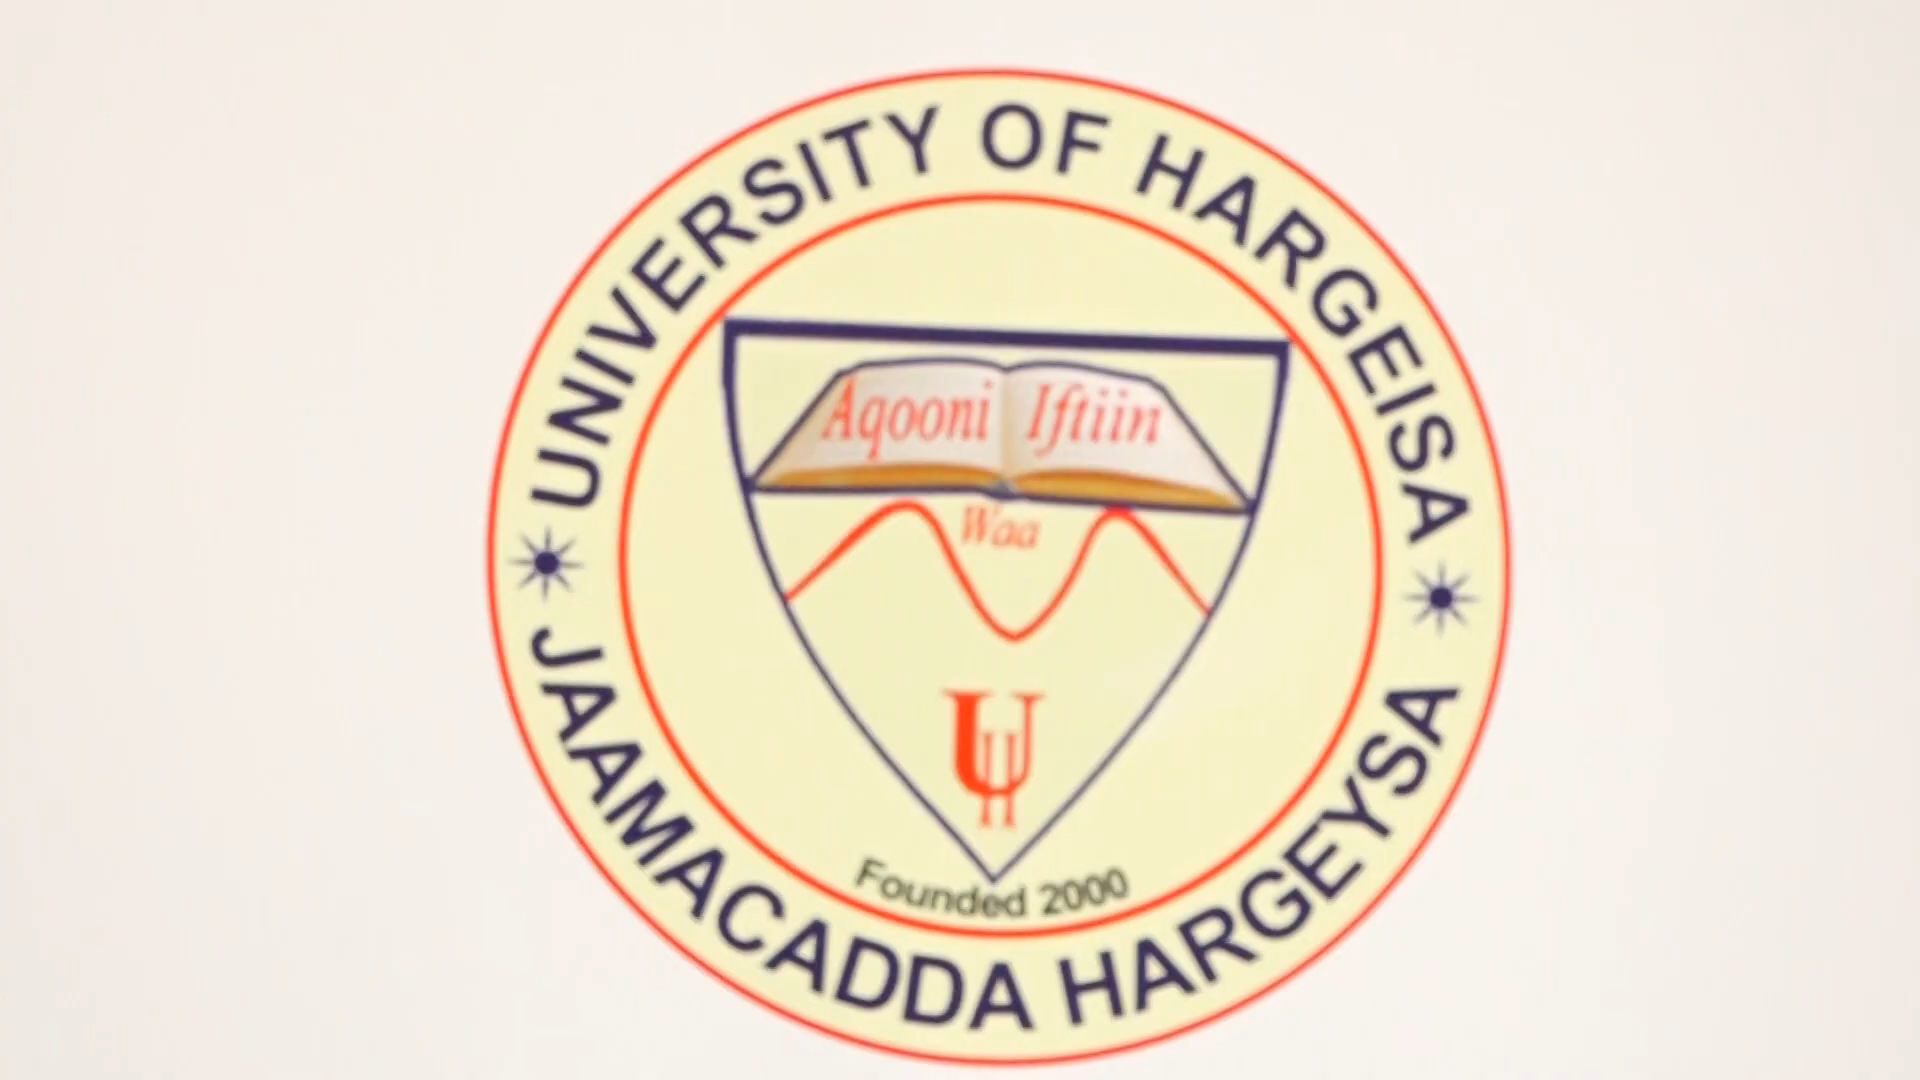 UNIVERSITY OF HARGEISA
Aqooni Iftiin
Waa
UH
Founded 2000
JAAMACADDA HARGEYSA